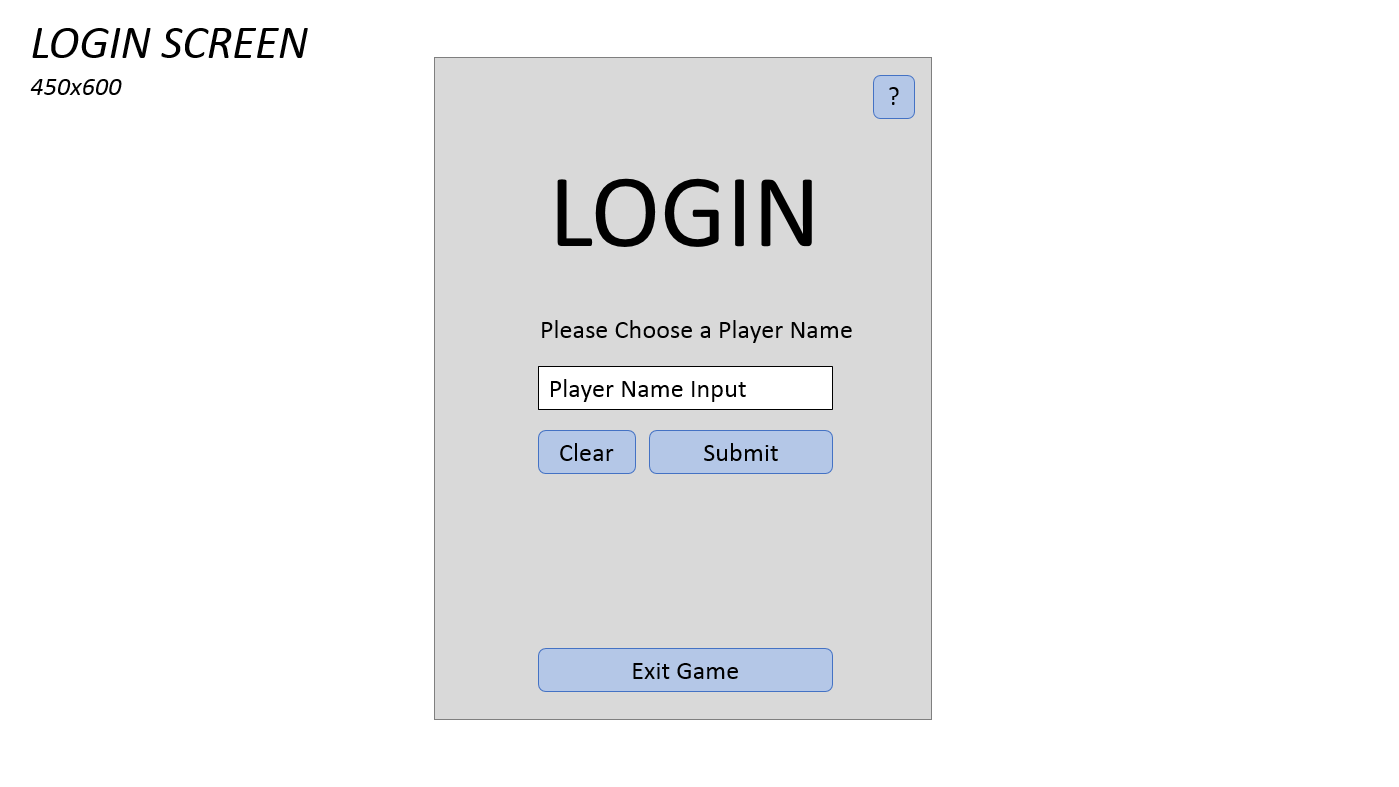 LOGIN SCREEN
450x600
?
LOGIN
Please Choose a Player Name
Player Name Input
Clear Submit
Exit Game